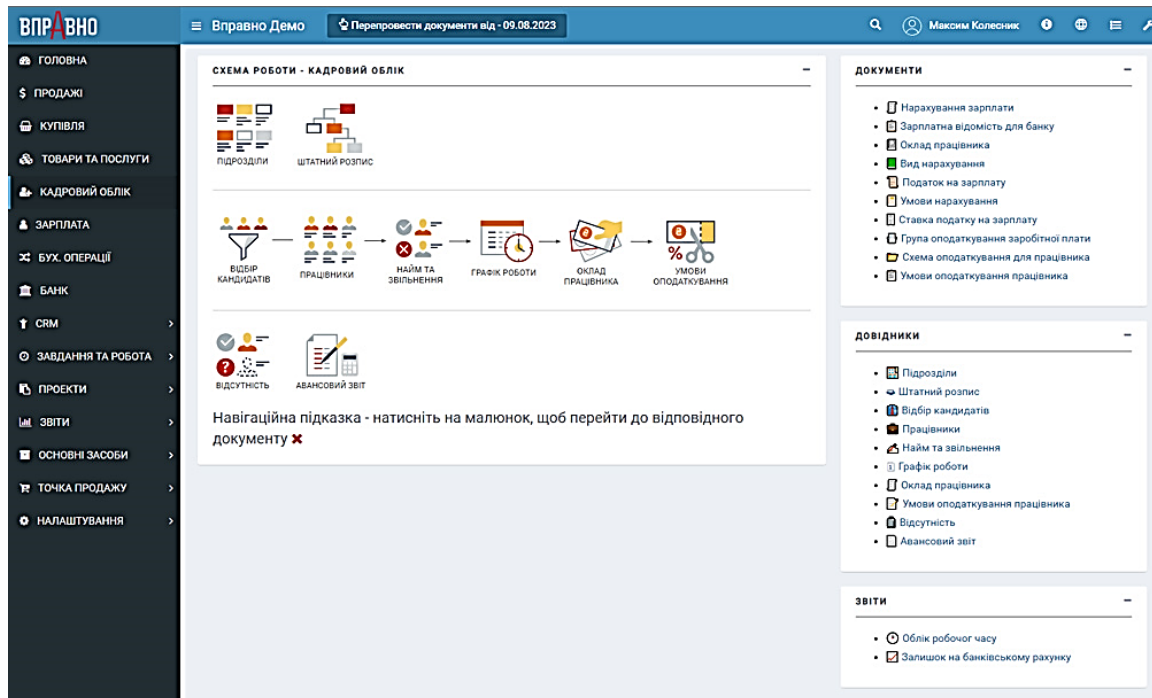 ВПРАВНО
Вправно Демо
Перепровести документи від - 09.08.2023
Максим Колесник
ГОЛОВНА
ПРОДАЖІ
КУПІВЛЯ
ТОВАРИ ТА ПОСЛУГИ
КАДРОВИЙ ОБЛІК
ЗАРПЛАТА
БУХ. ОПЕРАЦІЇ
БАНК
CRM
ЗАВДАННЯ ТА РОБОТА
ПРОЕКТИ
ЗВІТИ
ОСНОВНІ ЗАСОБИ
ТОЧКА ПРОДАЖУ
НАЛАШТУВАННЯ
СХЕМА РОБОТИ - КАДРОВИЙ ОБЛІК
ПІДРОЗДІЛИ
ШТАТНИЙ РОЗПИС
ВІДБІР
КАНДИДАТІВ
ПРАЦІВНИКИ
НАЙМ ТА
ЗВІЛЬНЕННЯ
ГРАФІК РОБОТИ
ОКЛАД
ПРАЦІВНИКА
УМОВИ
ОПОДАТКУВАННЯ
ВІДСУТНІСТЬ
АВАНСОВИЙ ЗВІТ
Навігаційна підказка - натисніть на малюнок, щоб перейти до відповідного
документу
ДОКУМЕНТИ
Нарахування зарплати
Зарплатна відомість для банку
Оклад працівника
Вид нарахування
Податок на зарплату
Умови нарахування
Ставка податку на зарплату
Група оподаткування заробітної плати
Схема оподаткування для працівника
Умови оподаткування працівника
ДОВІДНИКИ
Підрозділи
Штатний розпис
Відбір кандидатів
Працівники
Найм та звільнення
Графік роботи
Оклад працівника
Умови оподаткування працівника
Відсутність
Авансовий звіт
ЗВІТИ
Облік робочог часу
Залишок на банківському рахунку